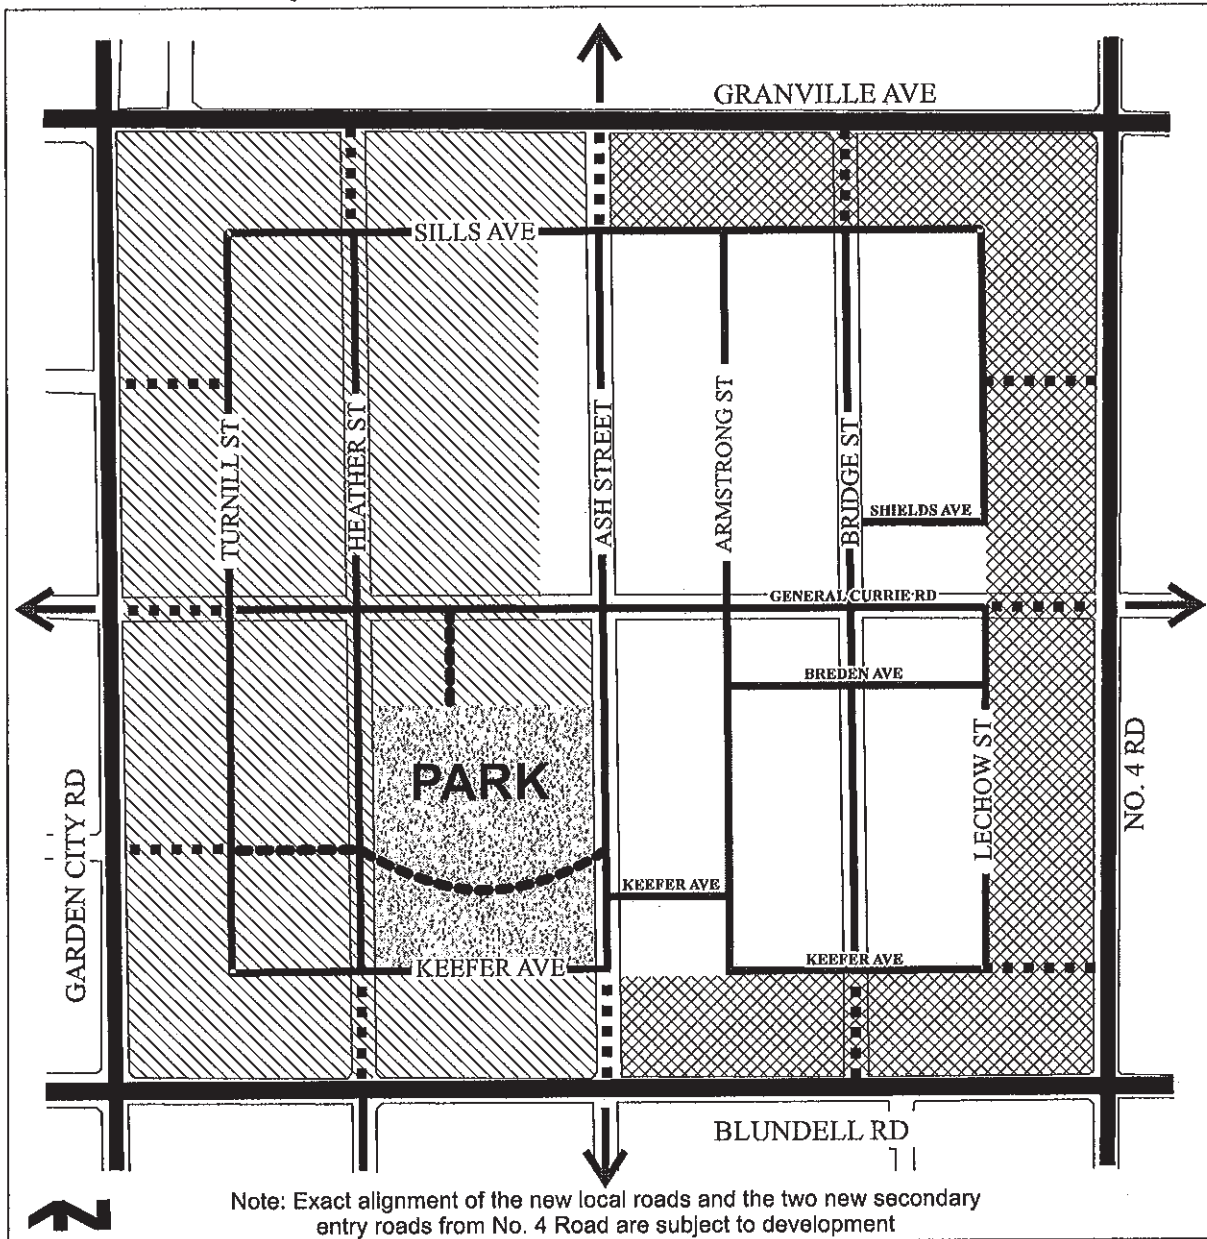 GRANVILLE AVE
SILLS AVE
TURNILL ST
HEATHER ST
ASH STREET
ARMSTRONG ST
BRIDGE ST
SHIELDS AVE
GENERAL CURRIE RD
BREDEN AVE
LECHOW ST
PARK
GARDEN CITY RD
NO. 4 RD
KEEFER AVE
KEEFER AVE
KEEFER AVE
BLUNDELL RD
Note: Exact alignment of the new local roads and the two new secondary
entry roads from No. 4 Road are subject to development